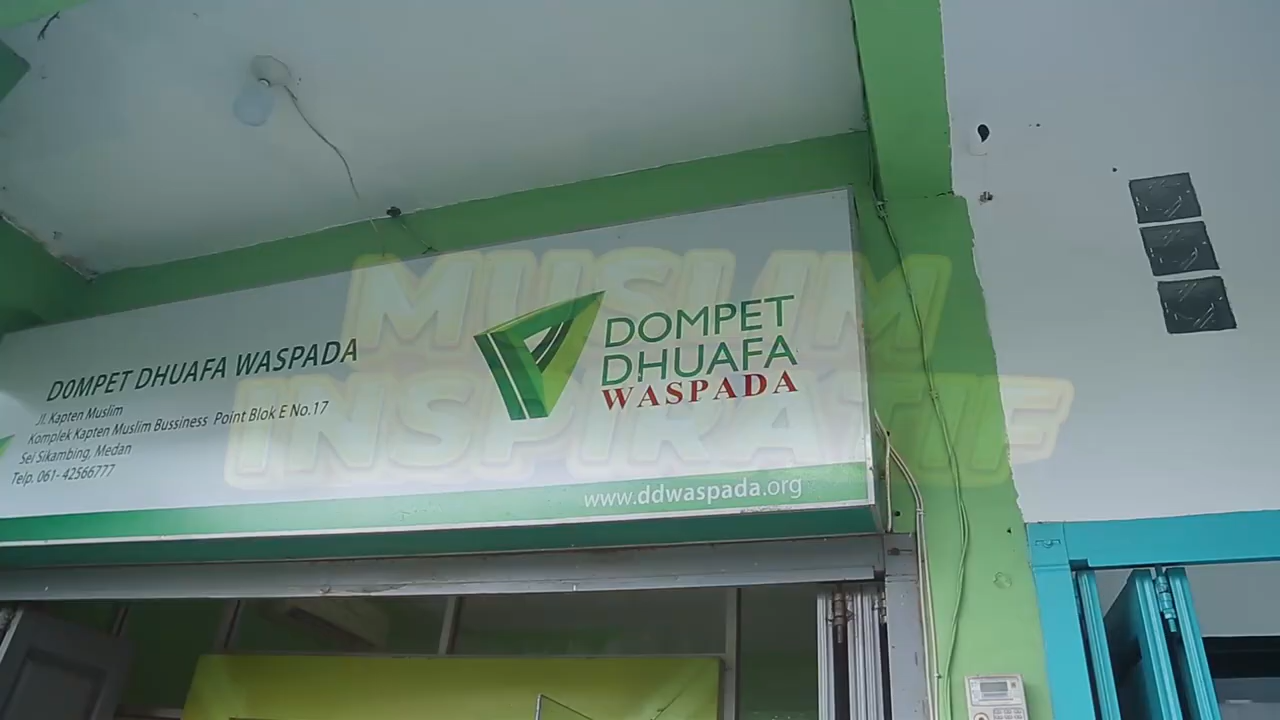 MUSLIM
INSPIRATIF
DOMPET DHUAFA WASPADA
Jl. Kapten Muslim
Komplek Kapten Muslim Bussiness Point Blok E No.17
Sei Sikambing, Medan
Telp. 061- 42566777
DOMPET
DHUAFA
WASPADA
www.ddwaspada.org